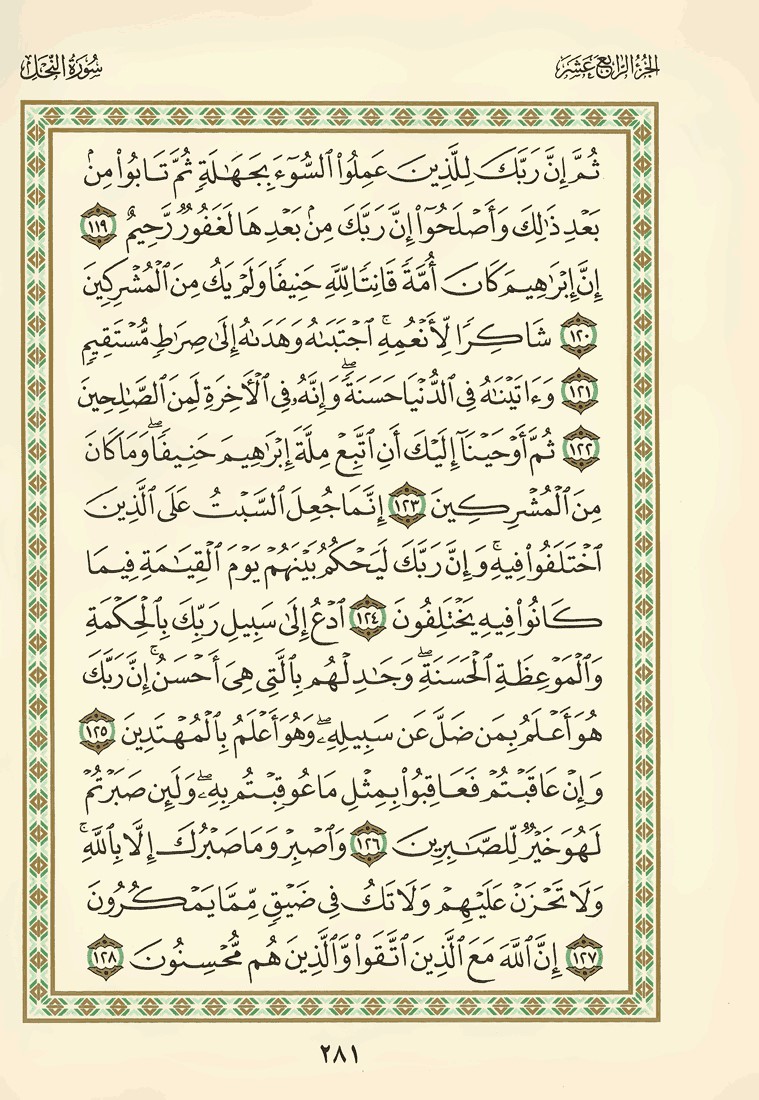 الجزء الرابع عشر
سورة النحل
ثُمَّ إِنَّ رَبَّكَ لِلَّذِينَ عَمِلُوا۟ ٱلسُّوٓءَ بِجَهَـٰلَةٍ ثُمَّ تَابُوا۟ مِنۢ
بَعْدِ ذَٰلِكَ وَأَصْلَحُوٓا۟ إِنَّ رَبَّكَ مِنۢ بَعْدِهَا لَغَفُورٌ رَّحِيمٌ ١١٩
إِنَّ إِبْرَٰهِيمَ كَانَ أُمَّةً قَانِتًا لِّلَّهِ حَنِيفًا وَلَمْ يَكُ مِنَ ٱلْمُشْرِكِينَ
١٢٠ شَاكِرًا لِّأَنْعُمِهِ ۚ ٱجْتَبَىٰهُ وَهَدَىٰهُ إِلَىٰ صِرَٰطٍ مُّسْتَقِيمٍ
١٢١ وَءَاتَيْنَـٰهُ فِى ٱلدُّنْيَا حَسَنَةً ۖ وَإِنَّهُۥ فِى ٱلْـَٔاخِرَةِ لَمِنَ ٱلصَّـٰلِحِينَ
١٢٢ ثُمَّ أَوْحَيْنَآ إِلَيْكَ أَنِ ٱتَّبِعْ مِلَّةَ إِبْرَٰهِيمَ حَنِيفًا ۖ وَمَا كَانَ
مِنَ ٱلْمُشْرِكِينَ ١٢٣ إِنَّمَا جُعِلَ ٱلسَّبْتُ عَلَى ٱلَّذِينَ
ٱخْتَلَفُوا۟ فِيهِ ۚ وَإِنَّ رَبَّكَ لَيَحْكُمُ بَيْنَهُمْ يَوْمَ ٱلْقِيَـٰمَةِ فِيمَا
كَانُوا۟ فِيهِ يَخْتَلِفُونَ ١٢٤ ٱدْعُ إِلَىٰ سَبِيلِ رَبِّكَ بِٱلْحِكْمَةِ
وَٱلْمَوْعِظَةِ ٱلْحَسَنَةِ ۖ وَجَـٰدِلْهُم بِٱلَّتِى هِىَ أَحْسَنُ ۚ إِنَّ رَبَّكَ
هُوَ أَعْلَمُ بِمَن ضَلَّ عَن سَبِيلِهِۦ ۖ وَهُوَ أَعْلَمُ بِٱلْمُهْتَدِينَ ١٢٥
وَإِنْ عَاقَبْتُمْ فَعَاقِبُوا۟ بِمِثْلِ مَا عُوقِبْتُم بِهِۦ ۖ وَلَئِن صَبَرْتُمْ
لَهُوَ خَيْرٌ لِّلصَّـٰبِرِينَ ١٢٦ وَٱصْبِرْ وَمَا صَبْرُكَ إِلَّا بِٱللَّهِ ۚ
وَلَا تَحْزَنْ عَلَيْهِمْ وَلَا تَكُ فِى ضَيْقٍ مِّمَّا يَمْكُرُونَ
١٢٧ إِنَّ ٱللَّهَ مَعَ ٱلَّذِينَ ٱتَّقَوا۟ وَّٱلَّذِينَ هُم مُّحْسِنُونَ ١٢٨
٢٨١